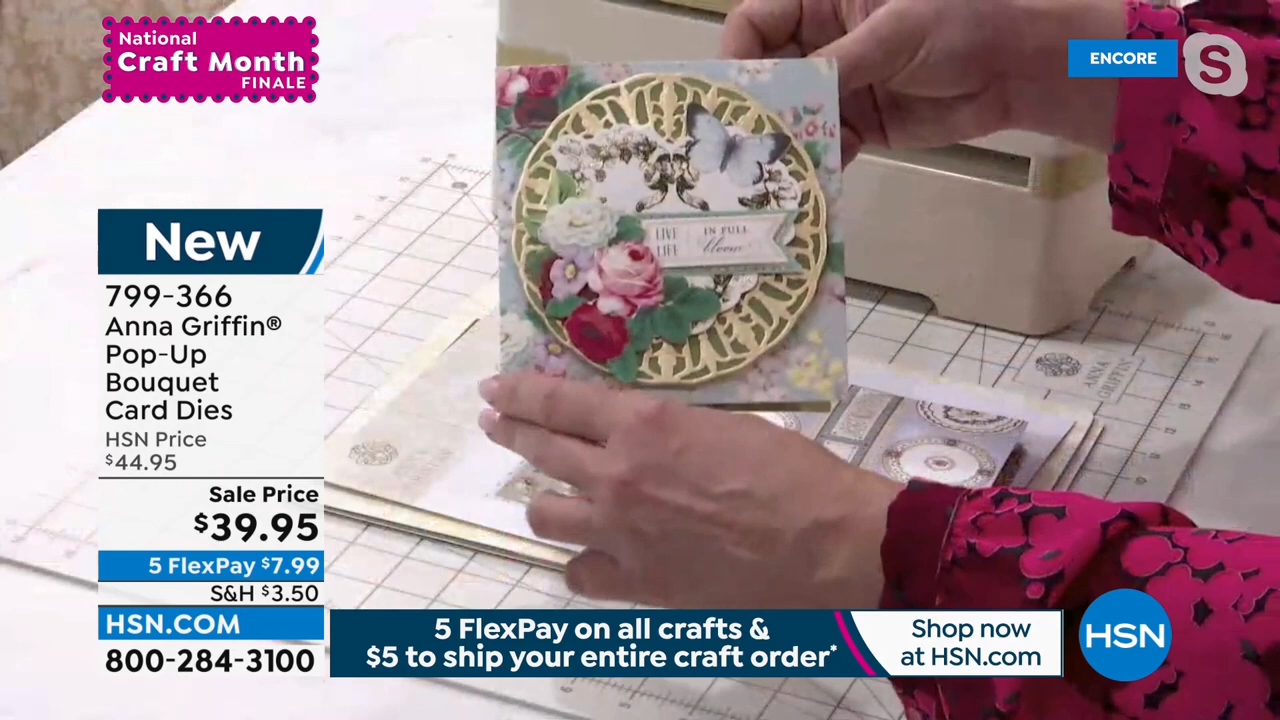 National
Craft Month
FINALE
ENCORE
S
LIVE
LIFE
IN FULL
bloom
New
799-366
Anna Griffin®
Pop-Up
Bouquet
Card Dies
HSN Price
$44.95
Sale Price
$39.95
5 FlexPay $7.99
S&H $3.50
HSN.COM
800-284-3100
ANNA
GRIFFIN
5 FlexPay on all crafts &
$5 to ship your entire craft order*
Shop now
at HSN.com
HSN